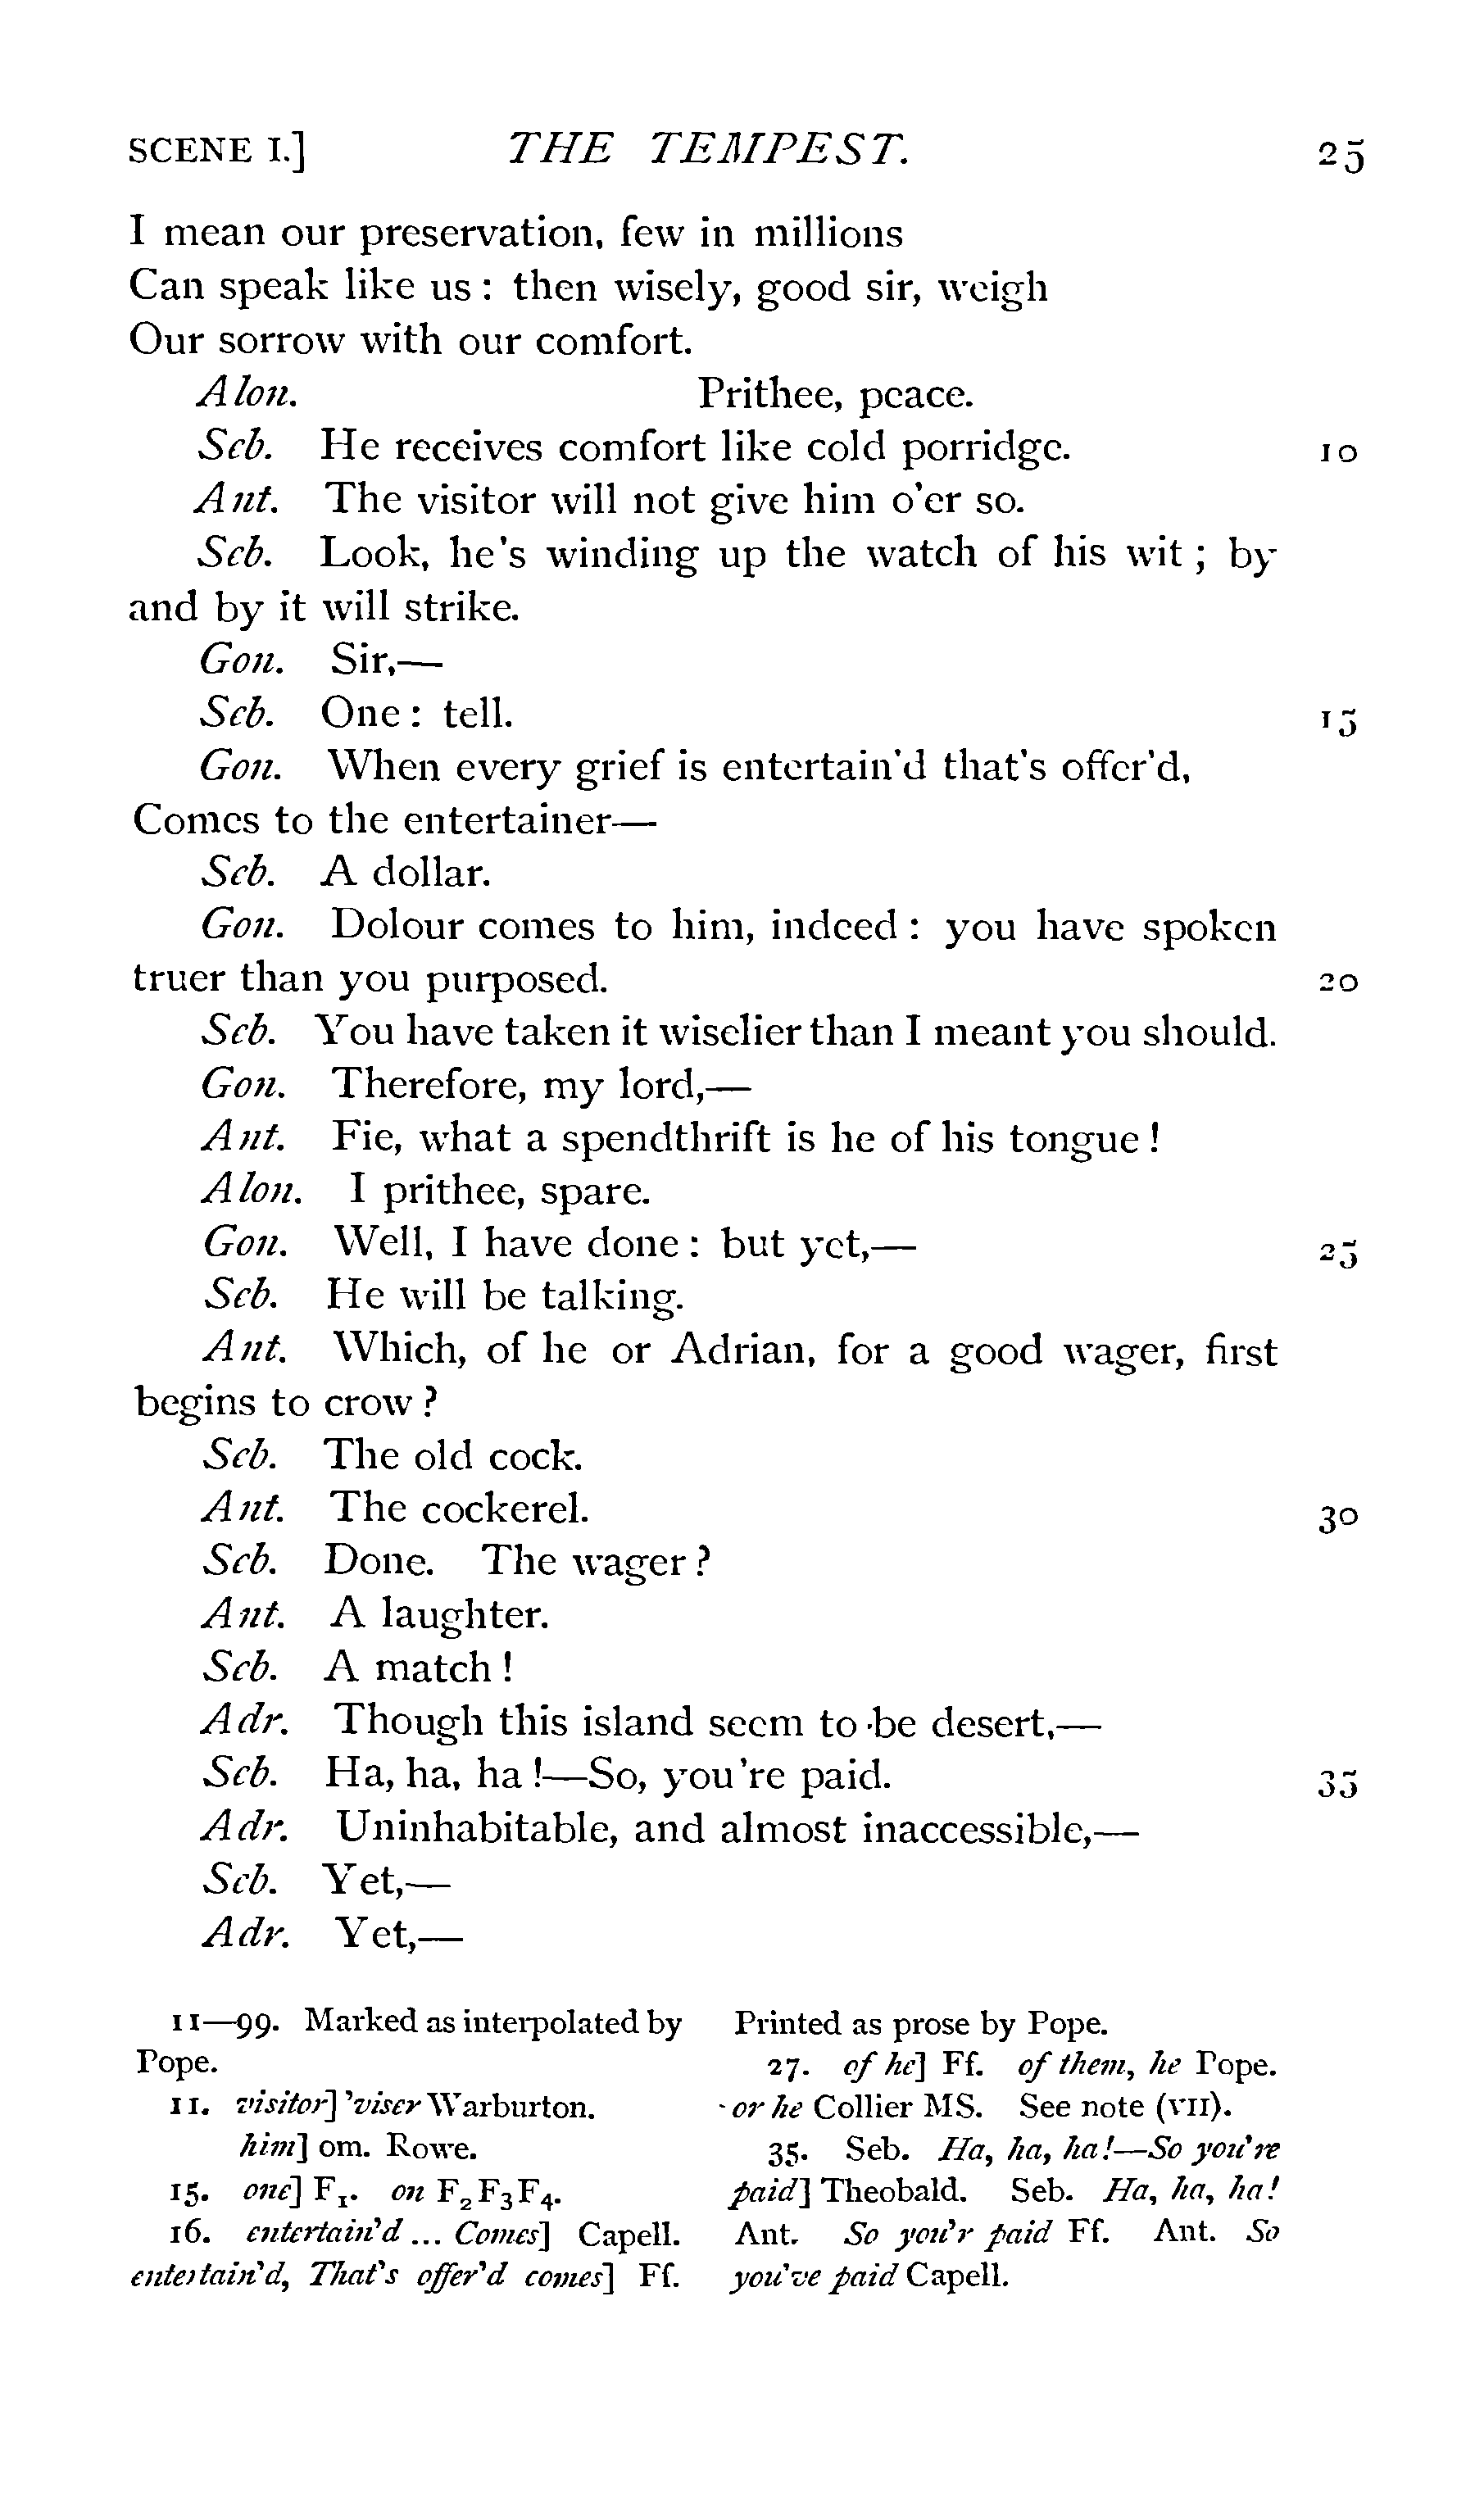 SCENE I.] THE TEMPEST. 25
I mean our preservation, few in millions
Can speak like us : then wisely, good sir, weigh
Our sorrow with our comfort.
Alon. Prithee, peace.
Seb. He receives comfort like cold porridge. 10
Ant. The visitor will not give him o'er so.
Seb. Look, he's winding up the watch of his wit ; by
and by it will strike.
Gon. Sir,—
Seb. One : tell. 15
Gon. When every grief is entertain'd that's offer'd,
Comes to the entertainer—
Seb. A dollar.
Gon. Dolour comes to him, indeed : you have spoken
truer than you purposed. 20
Seb. You have taken it wiselier than I meant you should.
Gon. Therefore, my lord,—
Ant. Fie, what a spendthrift is he of his tongue !
Alon. I prithee, spare.
Gon. Well, I have done : but yet,— 25
Seb. He will be talking.
Ant. Which, of he or Adrian, for a good wager, first
begins to crow ?
Seb. The old cock.
Ant. The cockerel. 30
Seb. Done. The wager ?
Ant. A laughter.
Seb. A match !
Adr. Though this island seem to be desert,—
Seb. Ha, ha, ha !—So, you're paid. 35
Adr. Uninhabitable, and almost inaccessible,—
Seb. Yet,—
Adr. Yet,—
11—99. Marked as interpolated by
Pope.
11. visitor] 'viser Warburton.
him] om. Rowe.
15. one] F1. on F2F3F4.
16. entertain'd ... Comes] Capell.
entertain'd, That's offer'd comes] Ff.
Printed as prose by Pope.
27. of he] Ff. of them, he Pope.
or he Collier MS. See note (VII).
35. Seb. Ha, ha, ha!—So you're
paid] Theobald. Seb. Ha, ha, ha!
Ant. So you'r paid Ff. Ant. So
you've paid Capell.